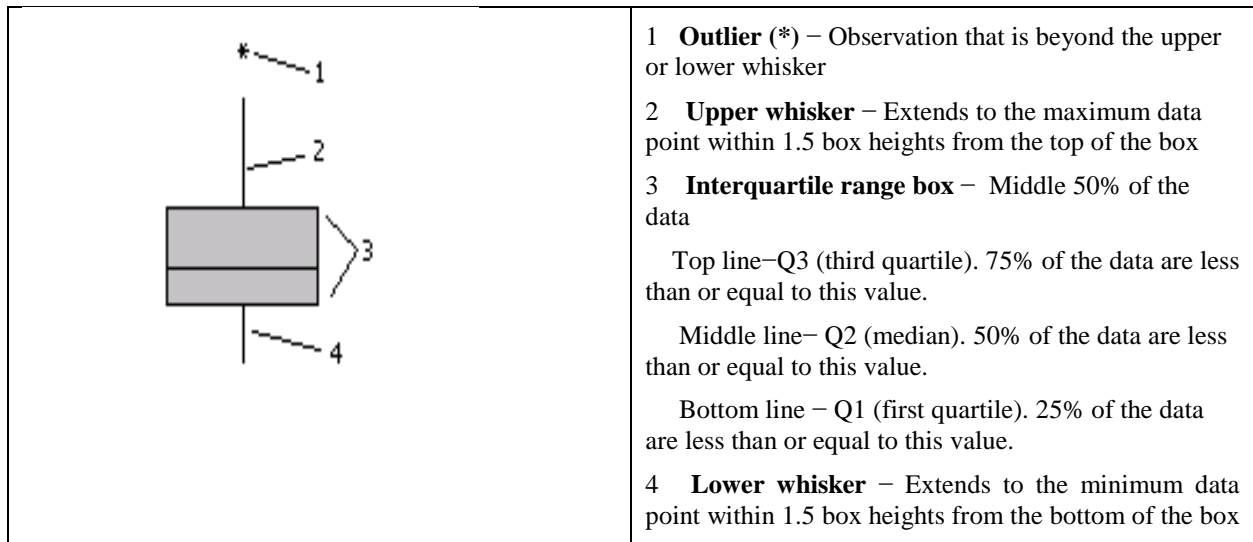 *
1
2
3
4
1 Outlier (*) − Observation that is beyond the upper
or lower whisker
2 Upper whisker − Extends to the maximum data
point within 1.5 box heights from the top of the box
3 Interquartile range box − Middle 50% of the
data
Top line−Q3 (third quartile). 75% of the data are less
than or equal to this value.
Middle line− Q2 (median). 50% of the data are less
than or equal to this value.
Bottom line − Q1 (first quartile). 25% of the data
are less than or equal to this value.
4 Lower whisker − Extends to the minimum data
point within 1.5 box heights from the bottom of the box